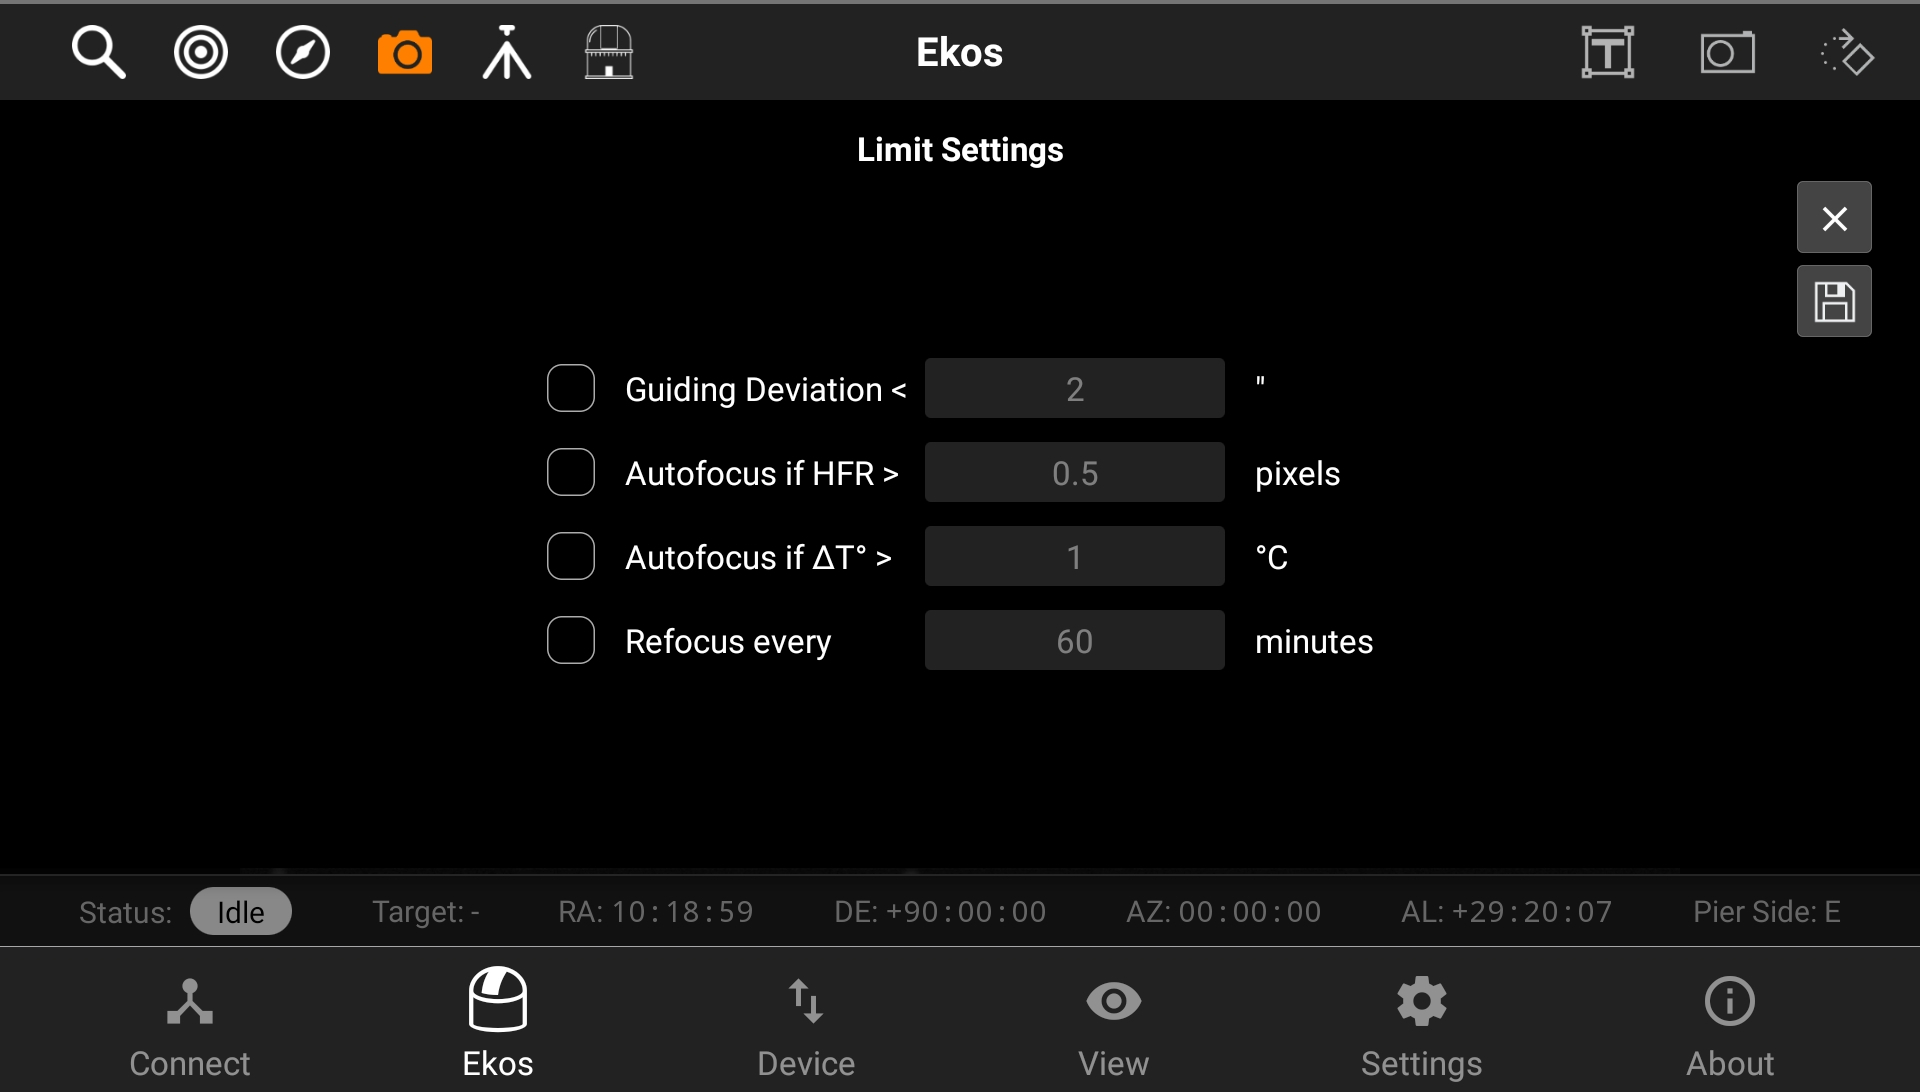 Ekos
Limit Settings
Guiding Deviation < 2 "
Autofocus if HFR > 0.5 pixels
Autofocus if ΔT° > 1 °C
Refocus every 60 minutes
Status: Idle Target: - RA: 10:18:59 DE: +90:00:00 AZ: 00:00:00 AL: +29:20:07 Pier Side: E
Connect Ekos Device View Settings About